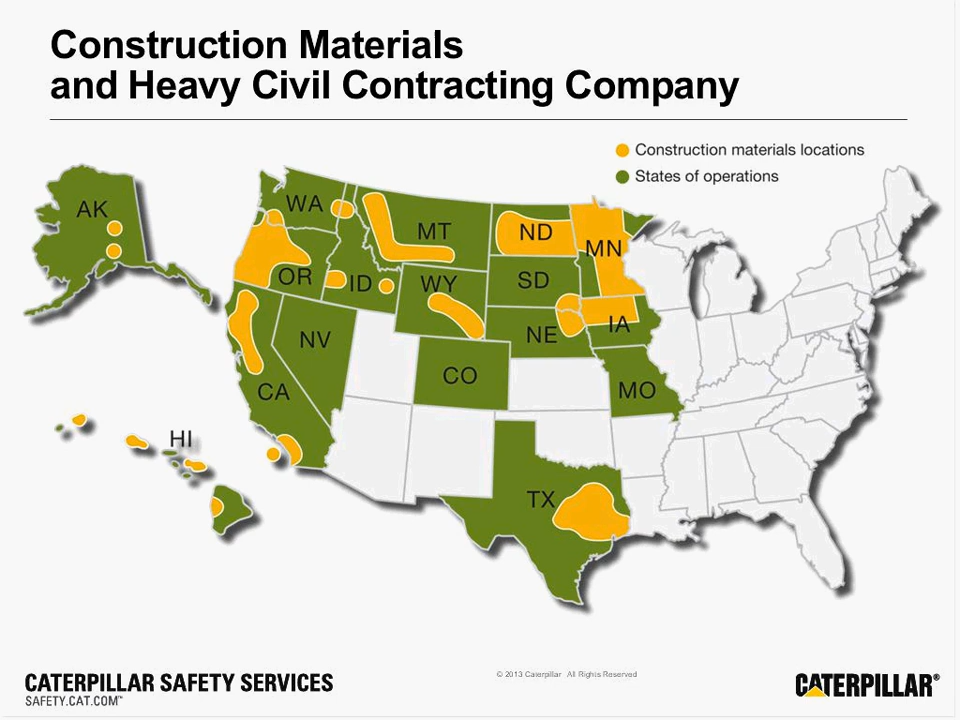 Construction Materials
and Heavy Civil Contracting Company
Construction materials locations
States of operations
AK
WA
MT
ND
MN
OR
ID
WY
SD
NV
NE
IA
CA
CO
MO
HI
TX
© 2013 Caterpillar All Rights Reserved
CATERPILLAR SAFETY SERVICES
SAFETY.CAT.COM™
CATERPILLAR®